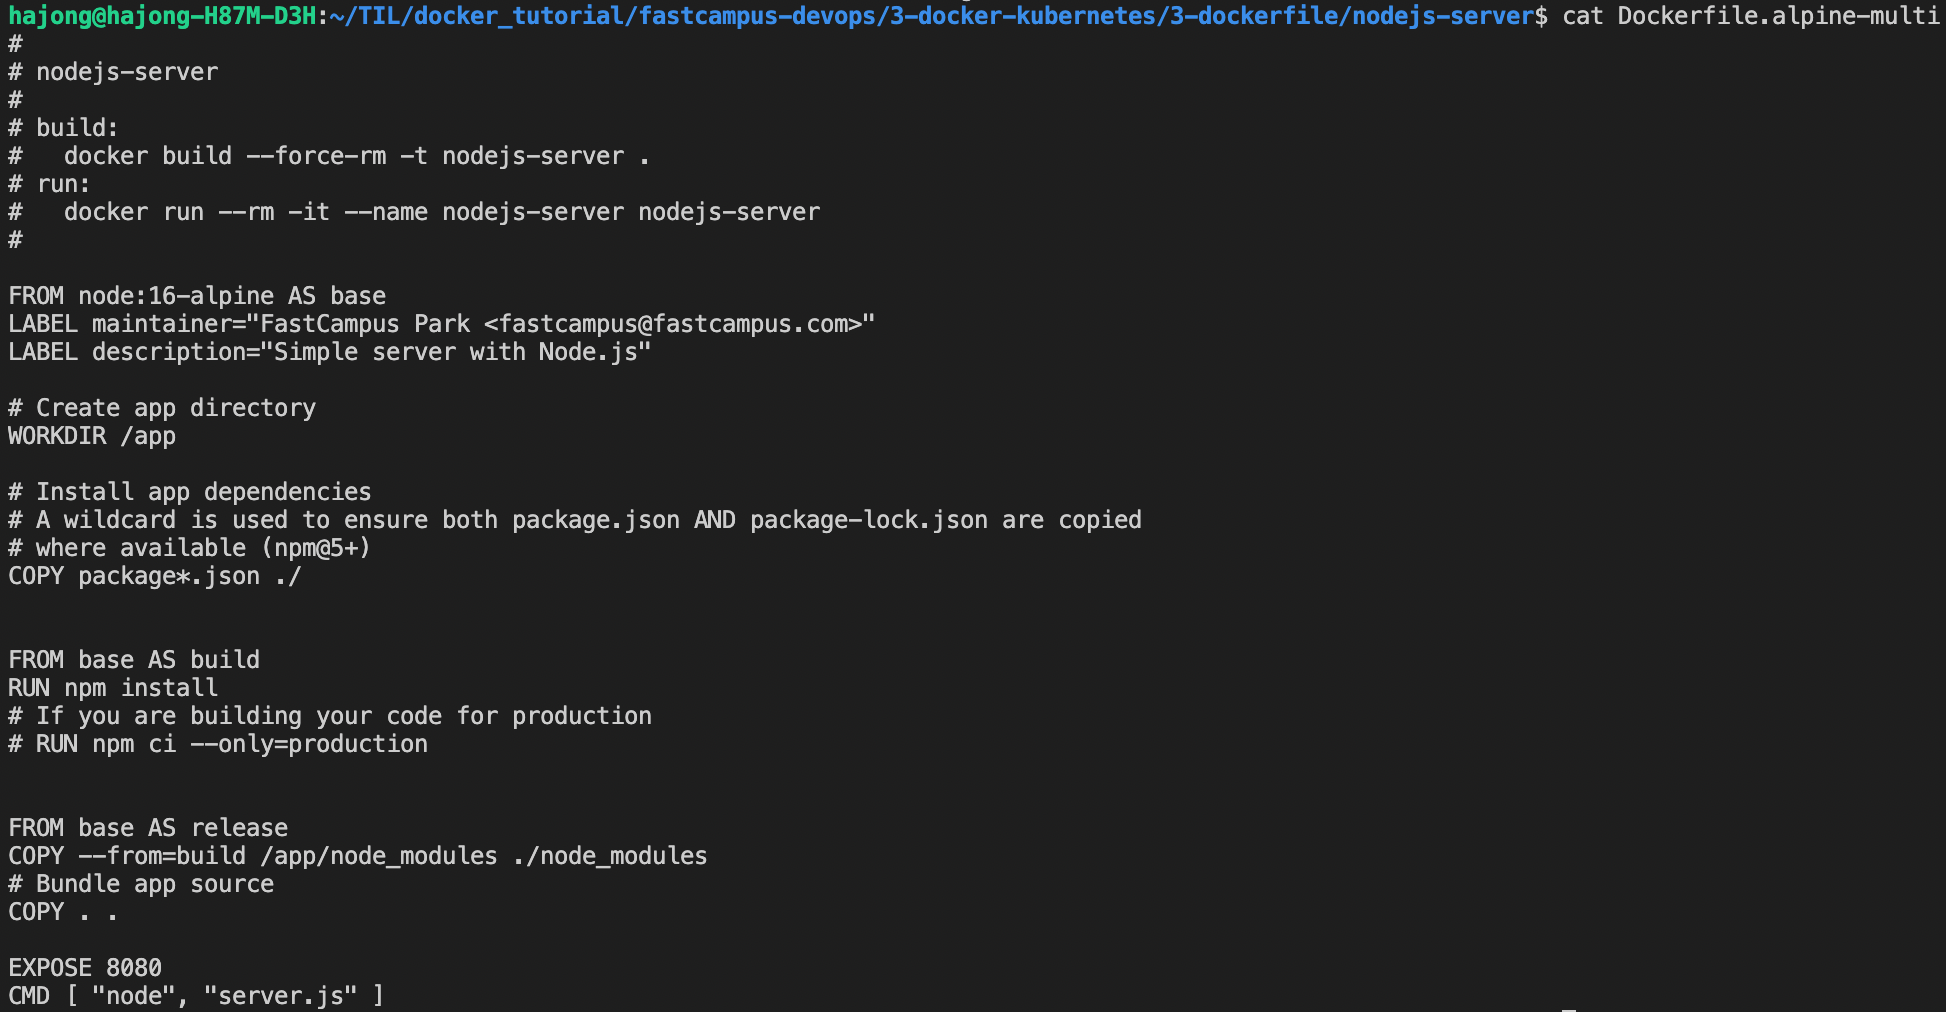 hajong@hajong-H87M-D3H:~/TIL/docker_tutorial/fastcampus-devops/3-docker-kubernetes/3-dockerfile/nodejs-server$ cat Dockerfile.alpine-multi
#
# nodejs-server
#
# build:
#   docker build --force-rm -t nodejs-server .
# run:
#   docker run --rm -it --name nodejs-server nodejs-server
#

FROM node:16-alpine AS base
LABEL maintainer="FastCampus Park <fastcampus@fastcampus.com>"
LABEL description="Simple server with Node.js"

# Create app directory
WORKDIR /app

# Install app dependencies
# A wildcard is used to ensure both package.json AND package-lock.json are copied
# where available (npm@5+)
COPY package*.json ./


FROM base AS build
RUN npm install
# If you are building your code for production
# RUN npm ci --only=production


FROM base AS release
COPY --from=build /app/node_modules ./node_modules
# Bundle app source
COPY . .

EXPOSE 8080
CMD [ "node", "server.js" ]